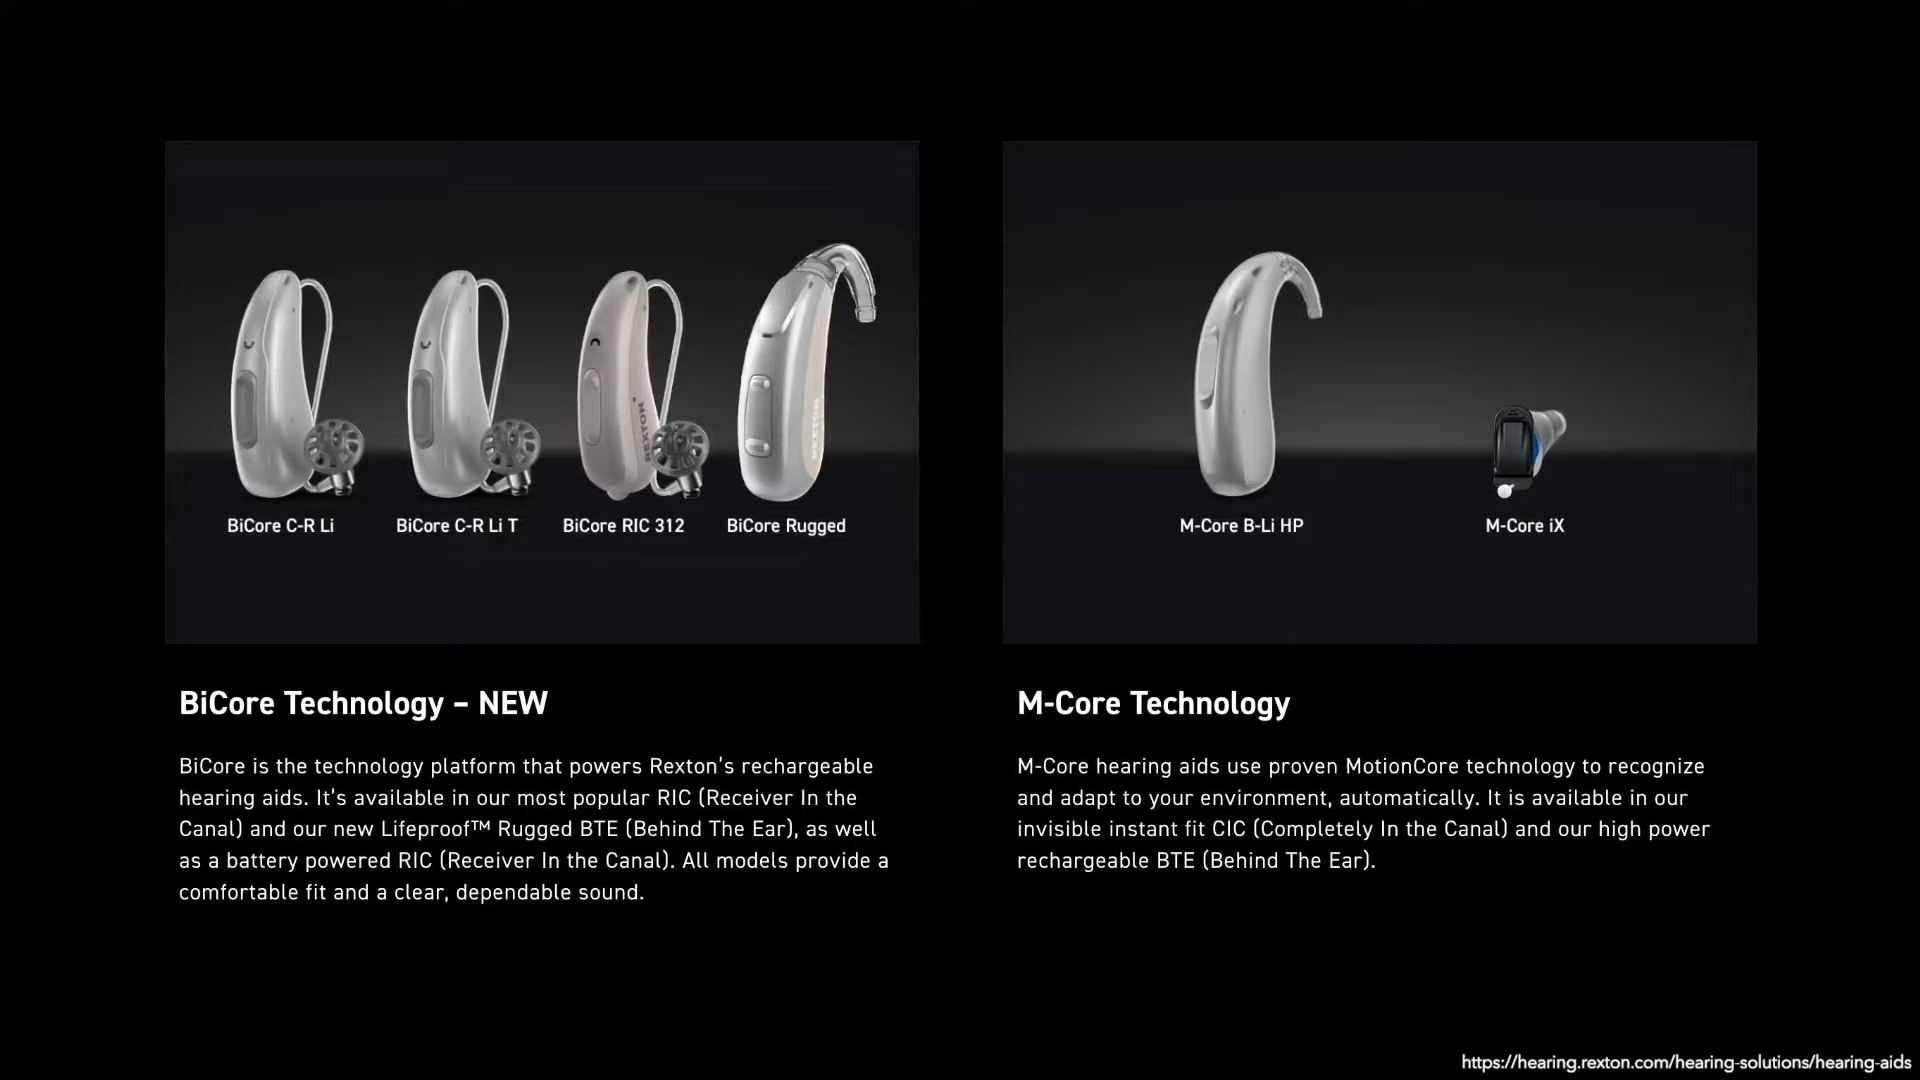 REXTON
REXTON
BiCore C-R Li
BiCore C-R Li T
BiCore RIC 312
BiCore Rugged
M-Core B-Li HP
M-Core iX
BiCore Technology – NEW
BiCore is the technology platform that powers Rexton’s rechargeable
hearing aids. It’s available in our most popular RIC (Receiver In the
Canal) and our new Lifeproof™ Rugged BTE (Behind The Ear), as well
as a battery powered RIC (Receiver In the Canal). All models provide a
comfortable fit and a clear, dependable sound.
M-Core Technology
M-Core hearing aids use proven MotionCore technology to recognize
and adapt to your environment, automatically. It is available in our
invisible instant fit CIC (Completely In the Canal) and our high power
rechargeable BTE (Behind The Ear).
https://hearing.rexton.com/hearing-solutions/hearing-aids